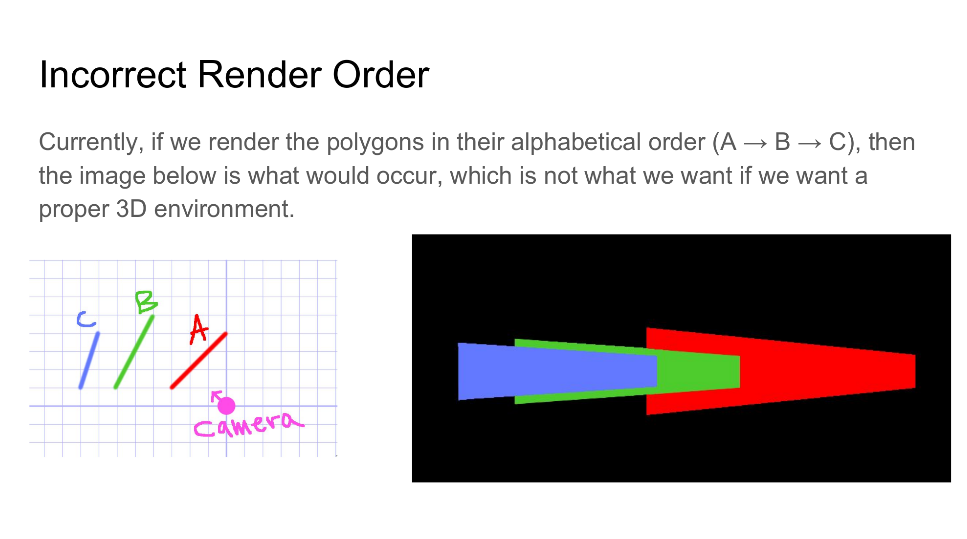 Incorrect Render Order
Currently, if we render the polygons in their alphabetical order (A → B → C), then
the image below is what would occur, which is not what we want if we want a
proper 3D environment.
C
B
A
camera